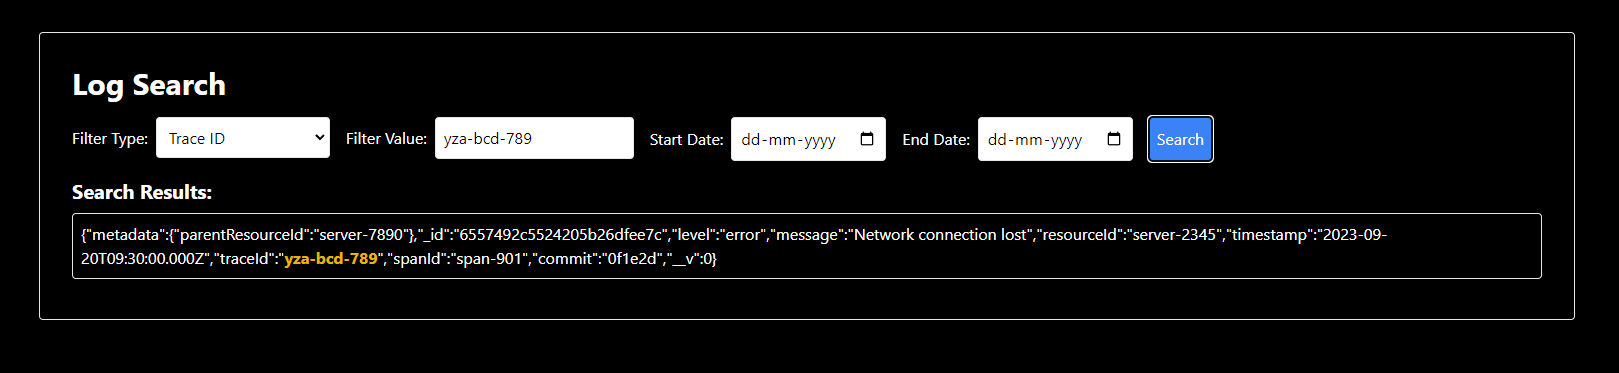 Log Search
Filter Type: Trace ID Filter Value: yza-bcd-789 Start Date: dd-mm-yyyy End Date: dd-mm-yyyy Search
Search Results:
{"metadata":{"parentResourceId":"server-7890"},"_id":"6557492c5524205b26dfee7c","level":"error","message":"Network connection lost","resourceId":"server-2345","timestamp":"2023-09-
20T09:30:00.000Z","traceId":"yza-bcd-789","spanId":"span-901","commit":"0f1e2d","__v":0}